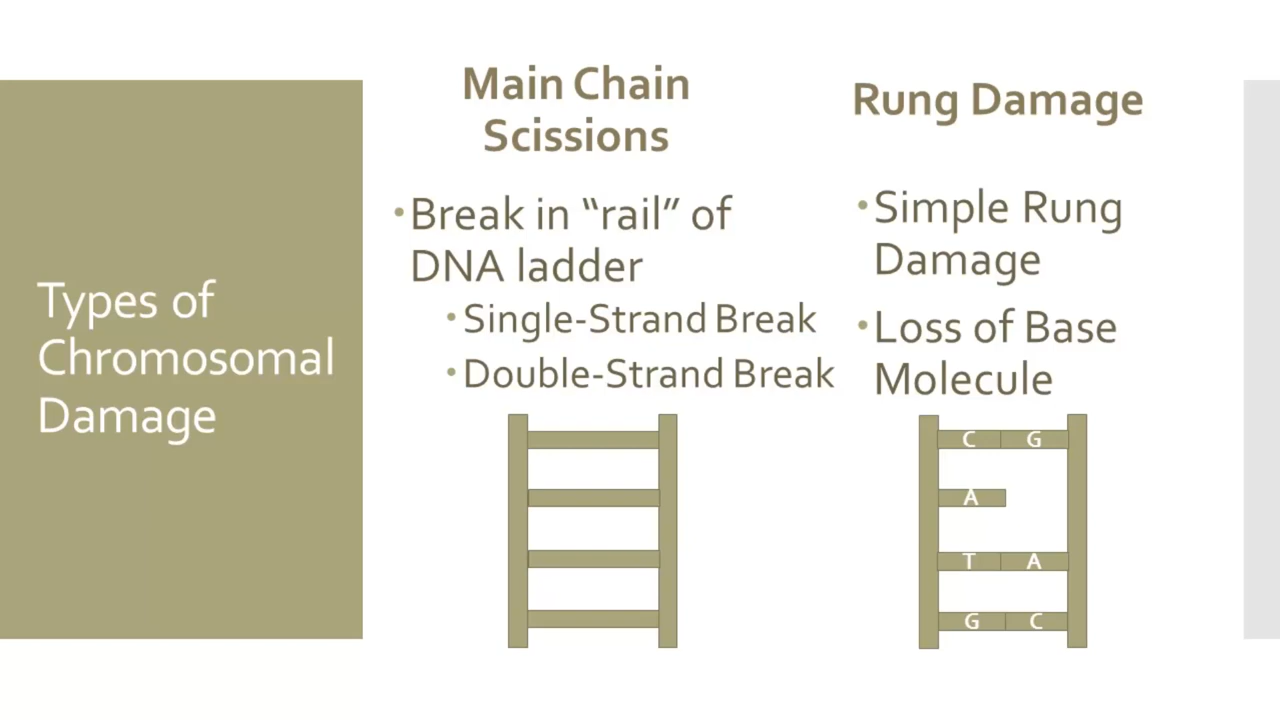 Types of
Chromosomal
Damage
Main Chain
Scissions
•Break in “rail” of
DNA ladder
•Single-Strand Break
•Double-Strand Break
Rung Damage
•Simple Rung
Damage
•Loss of Base
Molecule
C G
A
T A
G C